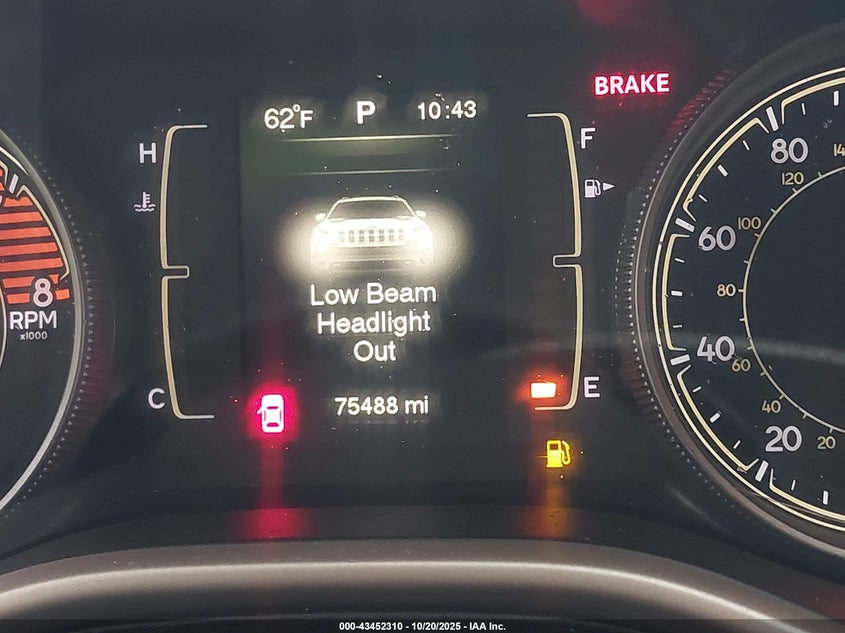 BRAKE
62°F P 10:43
H
F
80
14
120
100
60
80
8
RPM
x1000
Low Beam
Headlight
Out
40
60
C
E
75488 mi
40
20
20
000-43452310 - 10/20/2025 - IAA Inc.